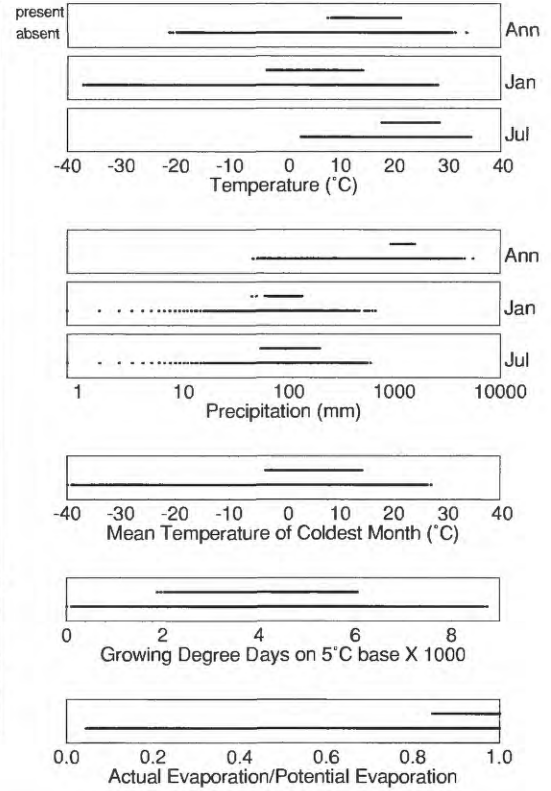 present
absent
Ann
Jan
Jul
-40 -30 -20 -10 0 10 20 30 40
Temperature (˚C)
Ann
Jan
Jul
1 10 100 1000 10000
Precipitation (mm)
-40 -30 -20 -10 0 10 20 30 40
Mean Temperature of Coldest Month (˚C)
0 2 4 6 8
Growing Degree Days on 5˚C base X 1000
0.0 0.2 0.4 0.6 0.8 1.0
Actual Evaporation/Potential Evaporation